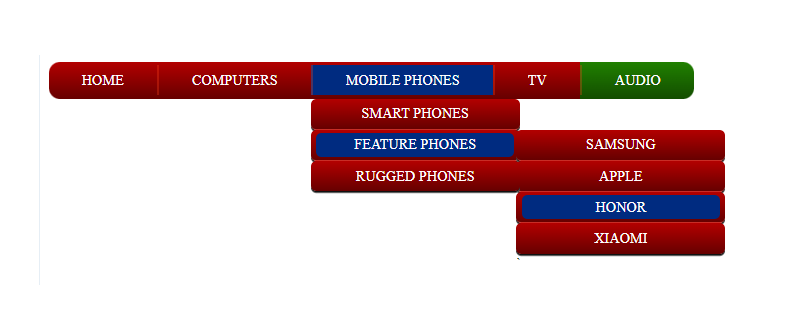 HOME COMPUTERS MOBILE PHONES TV AUDIO
SMART PHONES
FEATURE PHONES SAMSUNG
RUGGED PHONES APPLE
HONOR
XIAOMI